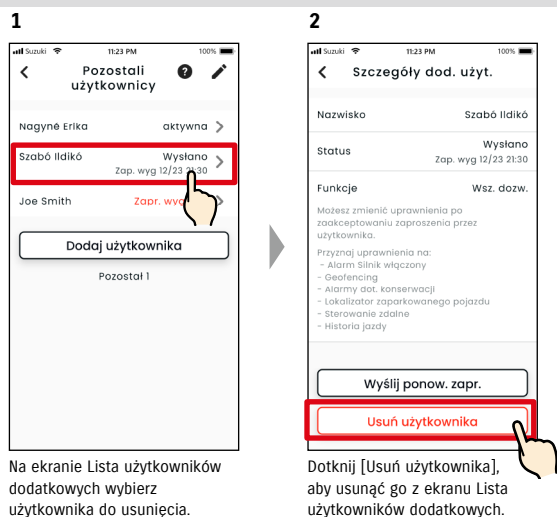 1
Suzuki 11:23 PM 100%
Pozostali
użytkownicy
Nagynē Erika aktywna
Szabó Ildikó Wysłano
Zap. wyg 12/23 21:30
Joe Smith Zapr.
Dodaj użytkownika
Pozostał 1
Na ekranie Lista użytkowników
dodatkowych wybierz
użytkownika do usunięcia.
2
Suzuki 11:23 PM 100%
Szczegóły dod. użyt.
Nazwisko Szabó Ildikó
Status Wysłano
Zap. wyg 12/23 21:30
Funkcje Wsz. dozw.
Możesz zmienić uprawnienia po
zaakceptowaniu zaproszenia przez
użytkownika.
Przyznaj uprawnienia na:
- Alarm Silnik włączony
- Geofencing
- Alarmy dot. konserwacji
- Lokalizator zaparkowanego pojazdu
- Sterowanie zdalne
- Historia jazdy
Wyślij ponow. zapr.
Usuń użytkownika
Dotknij [Usuń użytkownika],
aby usunąć go z ekranu Lista
użytkowników dodatkowych.